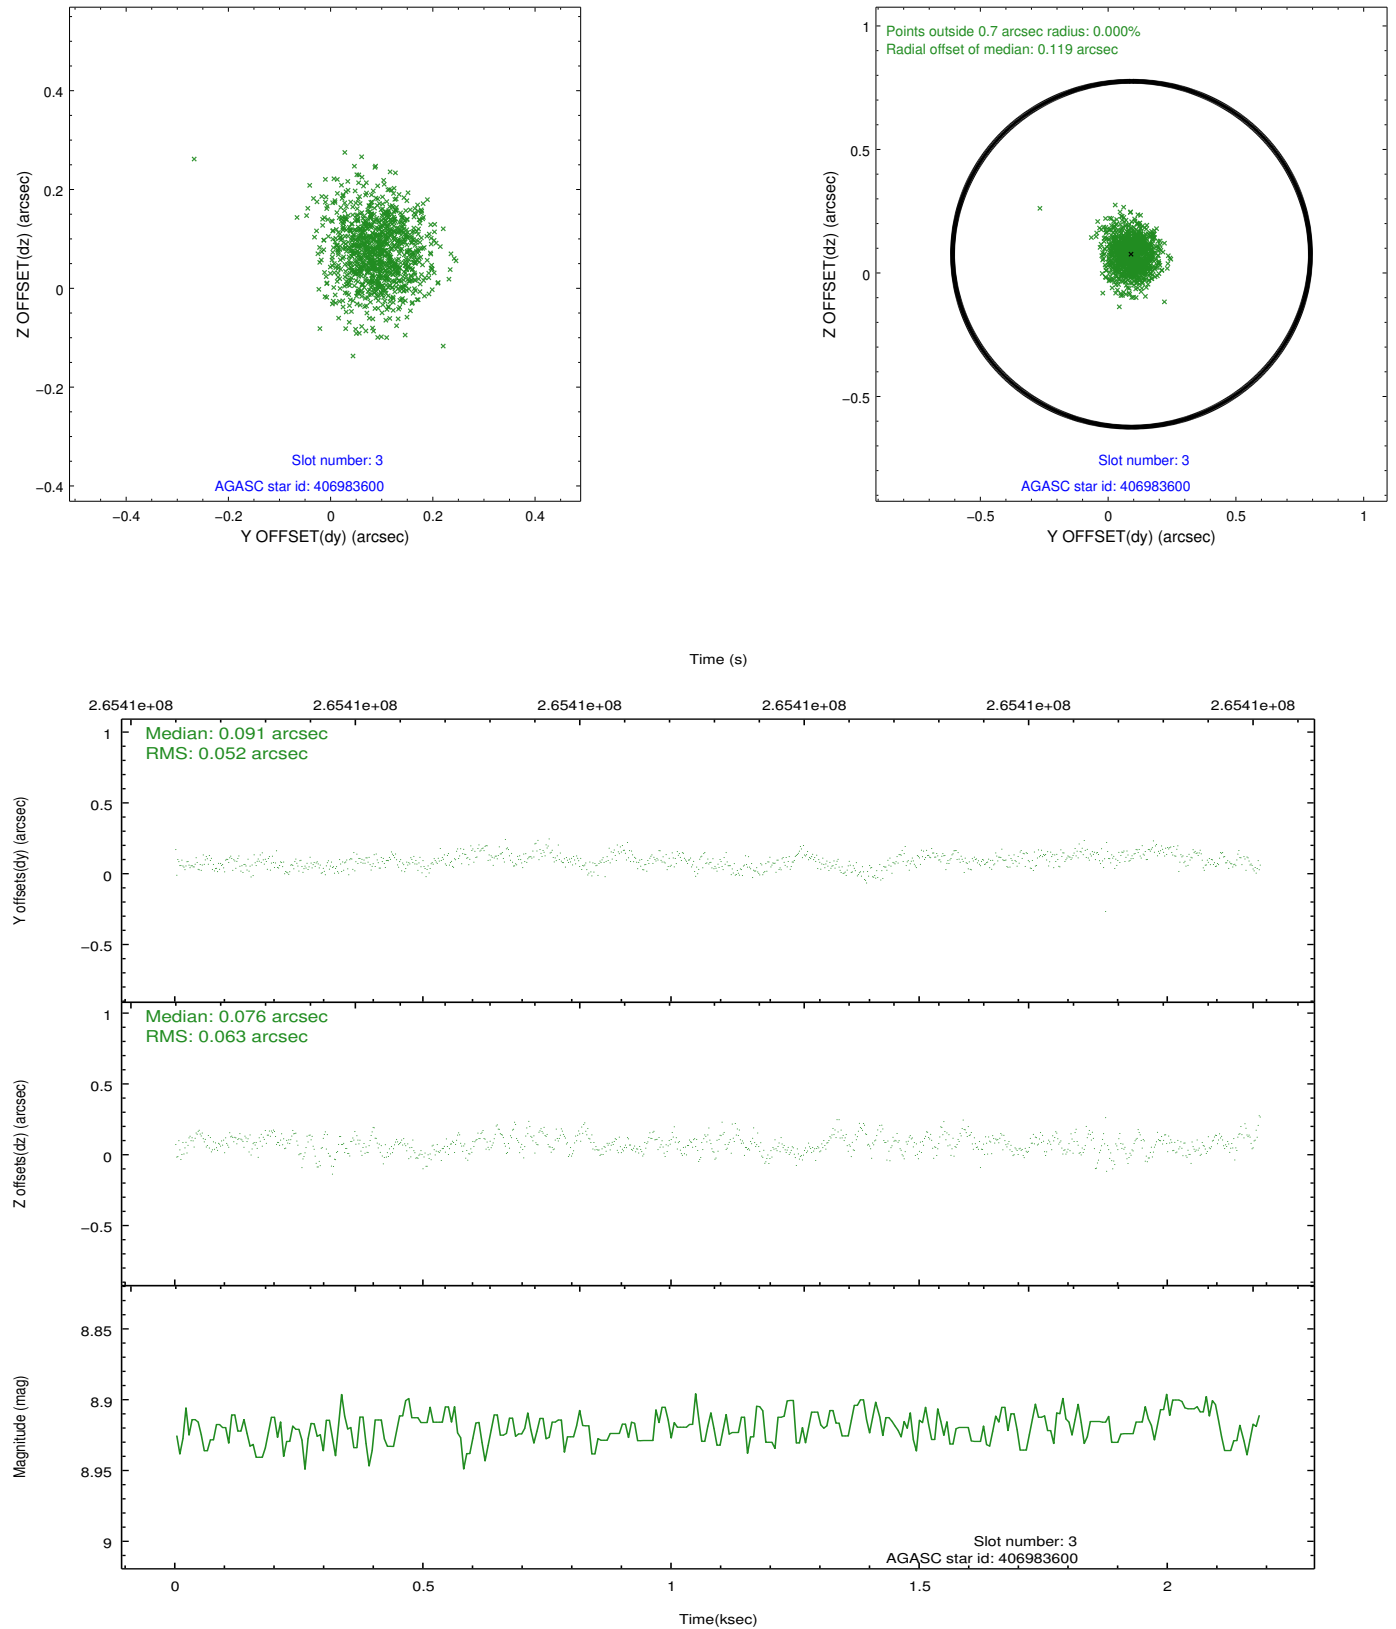 0.4
0.2
0
−0.2
−0.4
Z OFFSET(dz) (arcsec)
Slot number: 3
AGASC star id: 406983600
−0.4 −0.2 0 0.2 0.4
Y OFFSET(dy) (arcsec)
Points outside 0.7 arcsec radius: 0.000%
Radial offset of median: 0.119 arcsec
1
0.5
0
−0.5
Z OFFSET(dz) (arcsec)
Slot number: 3
AGASC star id: 406983600
−0.5 0 0.5 1
Y OFFSET(dy) (arcsec)
Time (s)
2.6541e+08 2.6541e+08 2.6541e+08 2.6541e+08 2.6541e+08 2.6541e+08
Median: 0.091 arcsec
RMS: 0.052 arcsec
1
0.5
0
−0.5
Y offsets(dy) (arcsec)
Median: 0.076 arcsec
RMS: 0.063 arcsec
1
0.5
0
−0.5
Z offsets(dz) (arcsec)
8.85
8.9
8.95
9
Magnitude (mag)
Slot number: 3
AGASC star id: 406983600
0 0.5 1 1.5 2
Time(ksec)